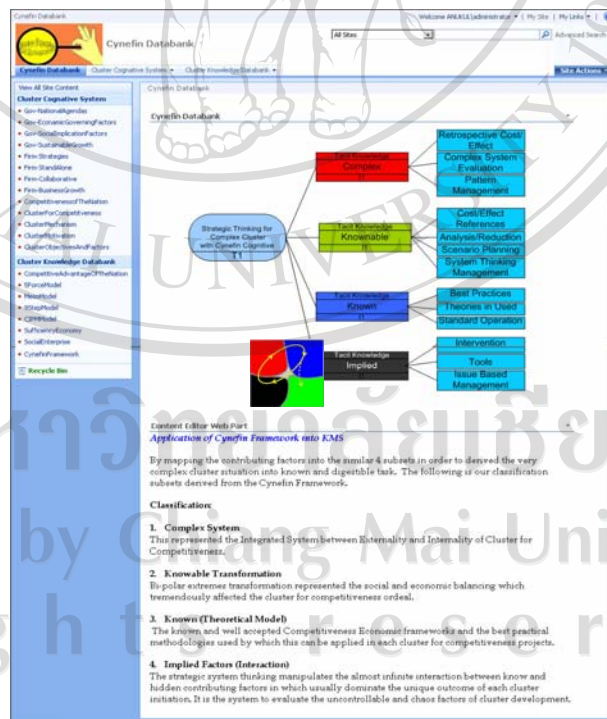 Cynefin Databank
Welcome ANUKUL\administrator
My Site
My Links
Cynefin Databank
All Sites
Advanced Search
Cynefin Databank
Cluster Cognative System
Cluster Knowledge Databank
Site Actions
View All Site Content
Cluster Cognative System
Gov-NationalAgendas
Gov-EconamicGoverningFactors
Gov-SocialImplicationFactors
Gov-SustainableGrowth
Firm-Strategies
Firm-StandAlone
Firm-Collaborative
Firm-BusinessGrowth
CompetitivenessofTheNation
ClusterForCompetitiveness
ClusterMechanism
ClusterMotivation
ClusterObjectivesAndFactors
Cluster Knowledge Databank
CompetitiveAdvantageOfTheNation
5ForceModel
MesoModel
SufficencyEconomy
SocialEnterprise
CynefinFramework
Recycle Bin
Cynefin Databank
Cynefin Databank
Strategic Thinking for
Complex Cluster
with Cynefin Cognitive
T1
Tacit Knowledge
Complex
Retrospective Cost/
Effect
Complex System
Evaluation
Pattern
Management
Tacit Knowledge
Knownable
Cost/Effect
References
Analysis/Reduction
Scenario Planning
System Thinking
Management
Tacit Knowledge
Known
Best Practices
Theories in Used
Standard Operation
Tacit Knowledge
Implied
Intervention
Tools
Issue Based
Management
Content Editor Web Part
Application of Cynefin Framework into KMS
By mapping the contributing factors into the similar 4 subsets in order to derived the very
complex cluster situation into known and digestible task. The following is our classification
subsets derived from the Cynefin Framework.
Classification:
1. Complex System
This represented the Integrated System between Externality and Internality of Cluster for
Competitiveness.
2. Knowable Transformation
Bi-polar extremes transformation represented the social and economic balancing which
tremendously affected the cluster for competitiveness ordeal.
3. Known (Theoretical Model)
The known and well accepted Competitiveness Economic frameworks and the best practical
methodologies used by which this can be applied in each cluster for competitiveness projects.
4. Implied Factors (Interaction)
The strategic system thinking manipulates the almost infinite interaction between know and
hidden contributing factors in which usually dominate the unique outcome of each cluster
initiation. It is the system to evaluate the uncontrollable and chaos factors of cluster development.
by Chiang Mai Uni